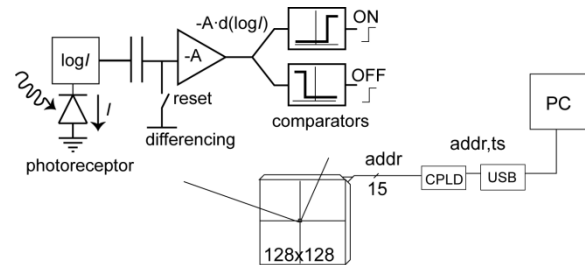 -A·d(logI)
ON
logI
-A
reset
OFF
I
differencing
comparators
photoreceptor
PC
addr,ts
addr
15
CPLD
USB
128x128